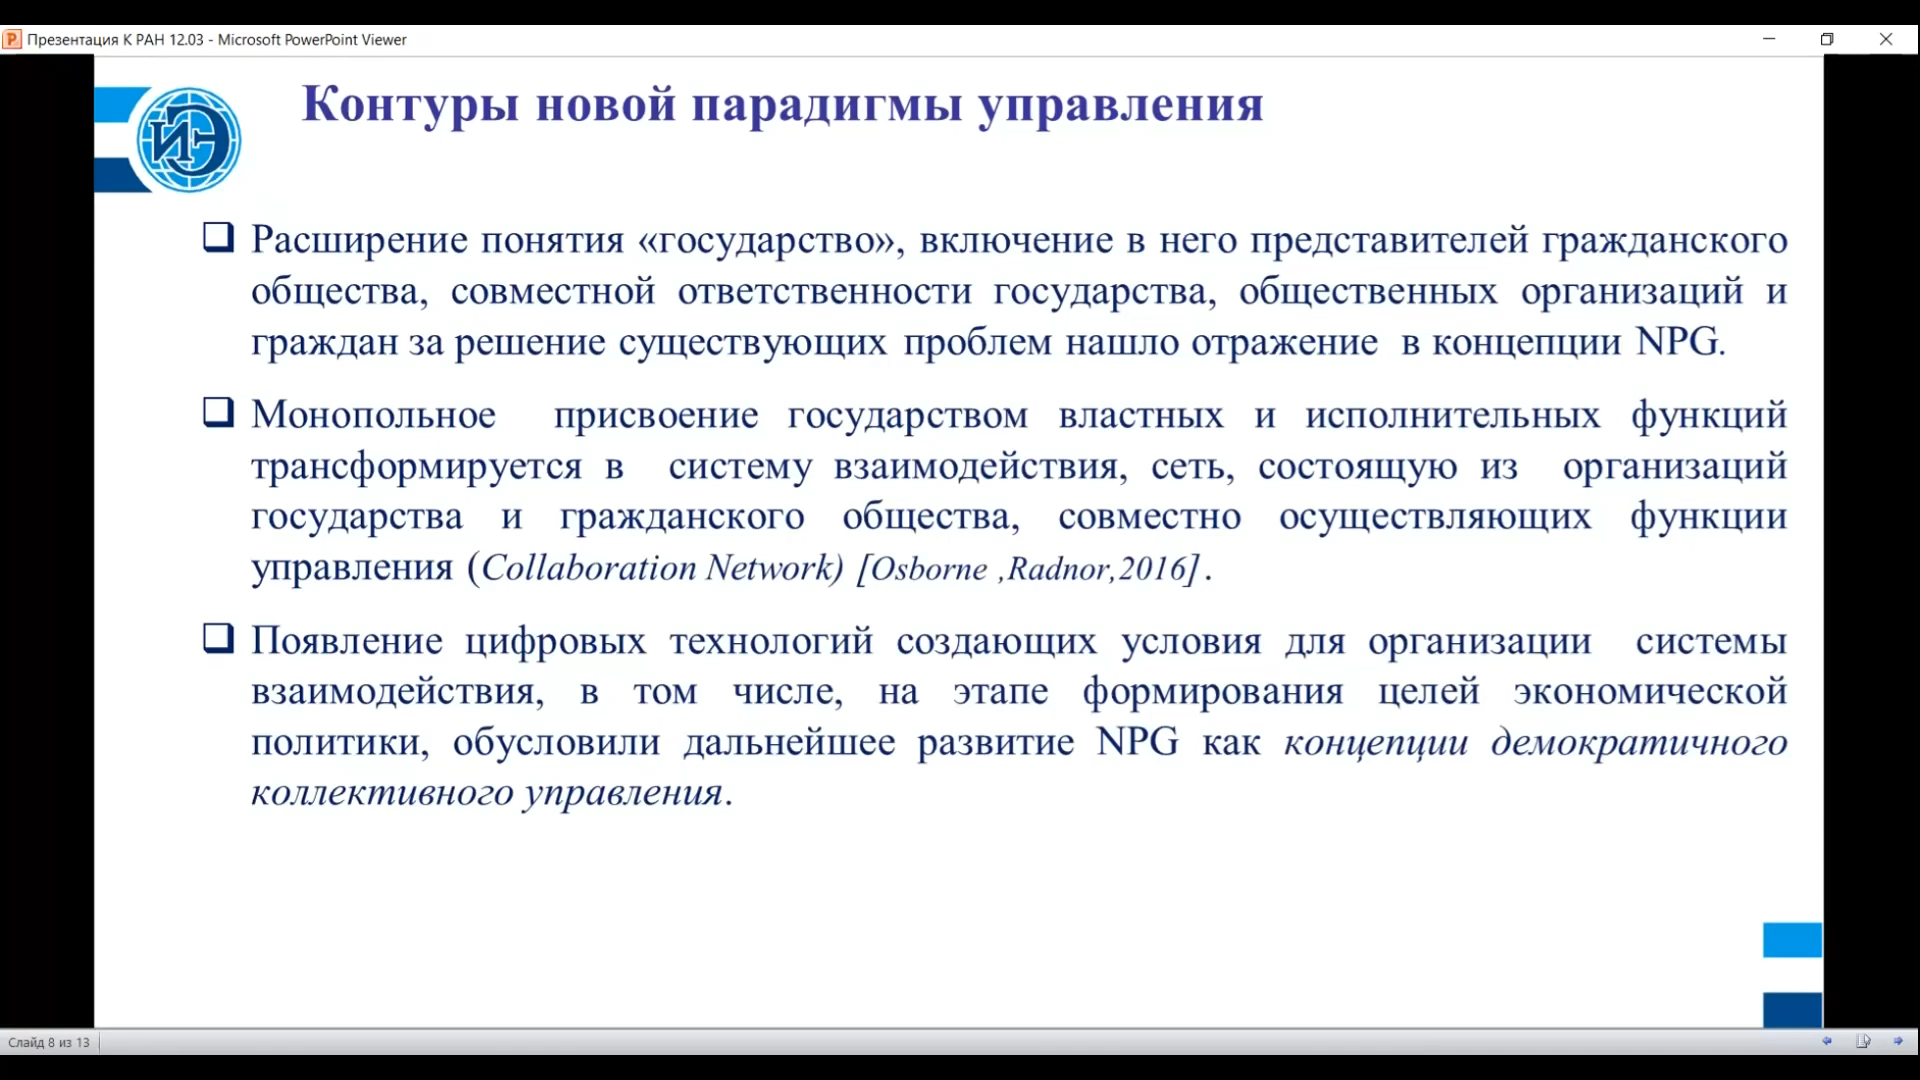 Презентация К РАН 12.03 - Microsoft PowerPoint Viewer
ИЭ
Контуры новой парадигмы управления
Расширение понятия «государство», включение в него представителей гражданского
общества, совместной ответственности государства, общественных организаций и
граждан за решение существующих проблем нашло отражение в концепции NPG.
Монопольное присвоение государством властных и исполнительных функций
трансформируется в систему взаимодействия, сеть, состоящую из организаций
государства и гражданского общества, совместно осуществляющих функции
управления (Collaboration Network) [Osborne ,Radnor,2016].
Появление цифровых технологий создающих условия для организации системы
взаимодействия, в том числе, на этапе формирования целей экономической
политики, обусловили дальнейшее развитие NPG как концепции демократичного
коллективного управления.
Слайд 8 из 13